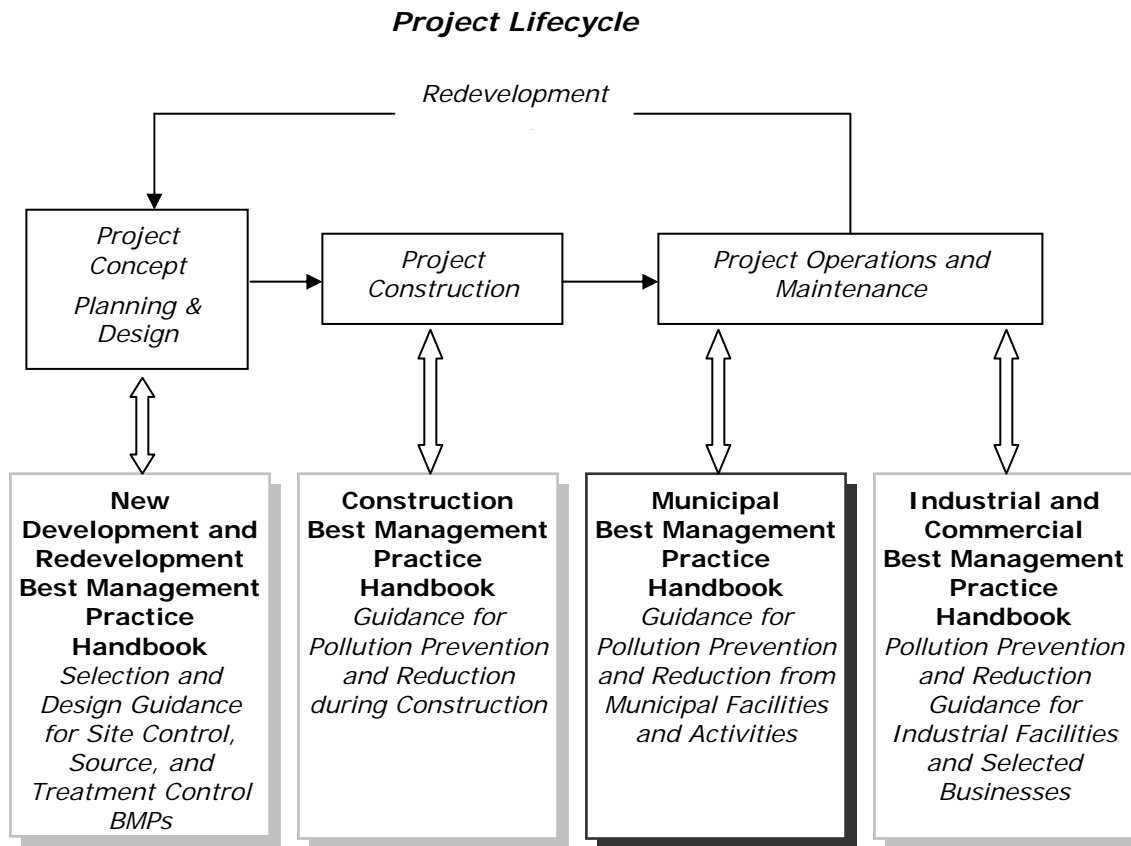 Project Lifecycle
Redevelopment
Project
Concept
Planning &
Design
Project
Construction
Project Operations and
Maintenance
New
Development and
Redevelopment
Best Management
Practice
Handbook
Selection and
Design Guidance
for Site Control,
Source, and
Treatment Control
BMPs
Construction
Best Management
Practice
Handbook
Guidance for
Pollution Prevention
and Reduction
during Construction
Municipal
Best Management
Practice
Handbook
Guidance for
Pollution Prevention
and Reduction from
Municipal Facilities
and Activities
Industrial and
Commercial
Best Management
Practice
Handbook
Pollution Prevention
and Reduction
Guidance for
Industrial Facilities
and Selected
Businesses